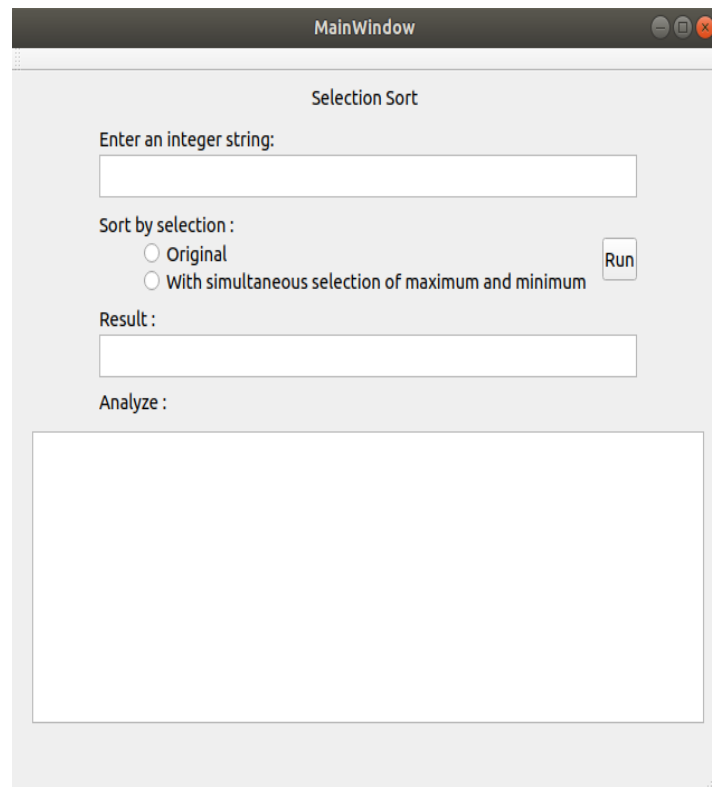 MainWindow
Selection Sort
Enter an integer string:
Sort by selection :
Original
With simultaneous selection of maximum and minimum
Run
Result :
Analyze :